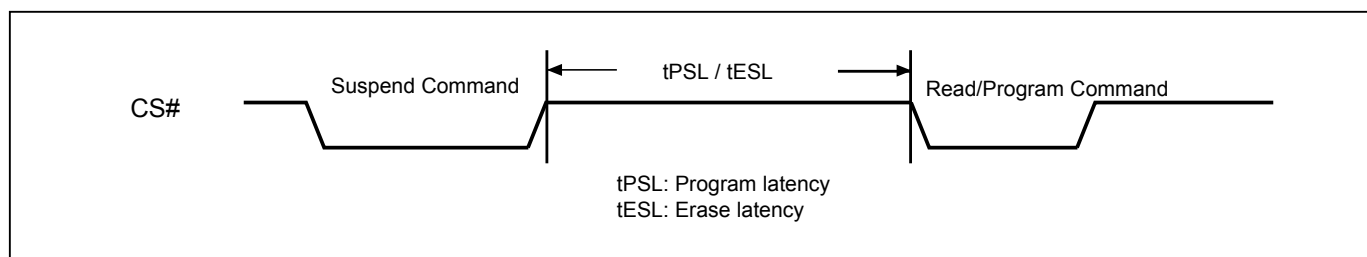 Suspend Command
tPSL / tESL
Read/Program Command
CS#
tPSL: Program latency
tESL: Erase latency